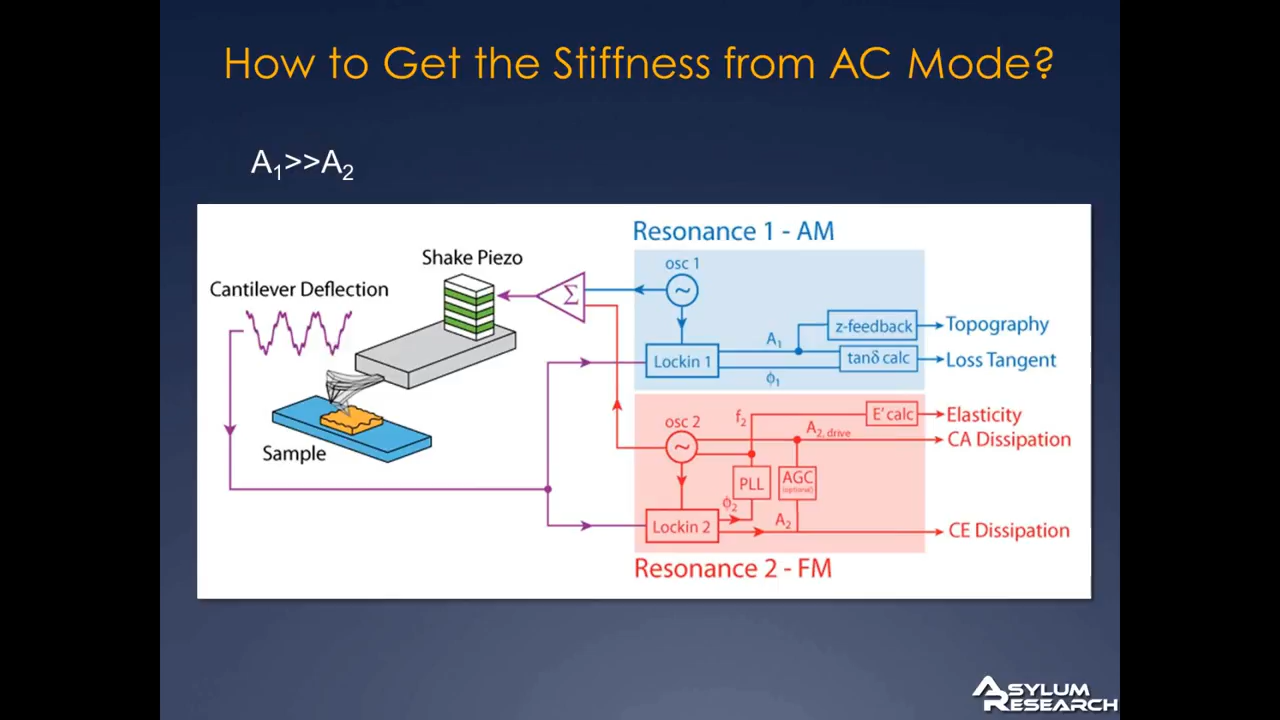 How to Get the Stiffness from AC Mode?
A1>>A2
Resonance 1 - AM
osc 1
~
Shake Piezo
Σ
Cantilever Deflection
A1
z-feedback
Topography
Lockin 1
tanδ calc
Loss Tangent
ϕ1
Sample
osc 2
~
f2
E' calc
Elasticity
A2, drive
CA Dissipation
PLL
AGC
(optional)
ϕ2
Lockin 2
A2
CE Dissipation
Resonance 2 - FM
ASYLUM
RESEARCH